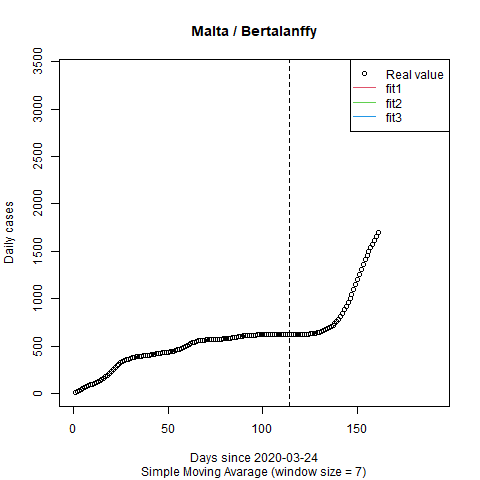 Malta / Bertalanffy
Real value
fit1
fit2
fit3
3500
3000
2500
2000
1500
1000
500
0
Daily cases
0 50 100 150
Days since 2020-03-24
Simple Moving Avarage (window size = 7)